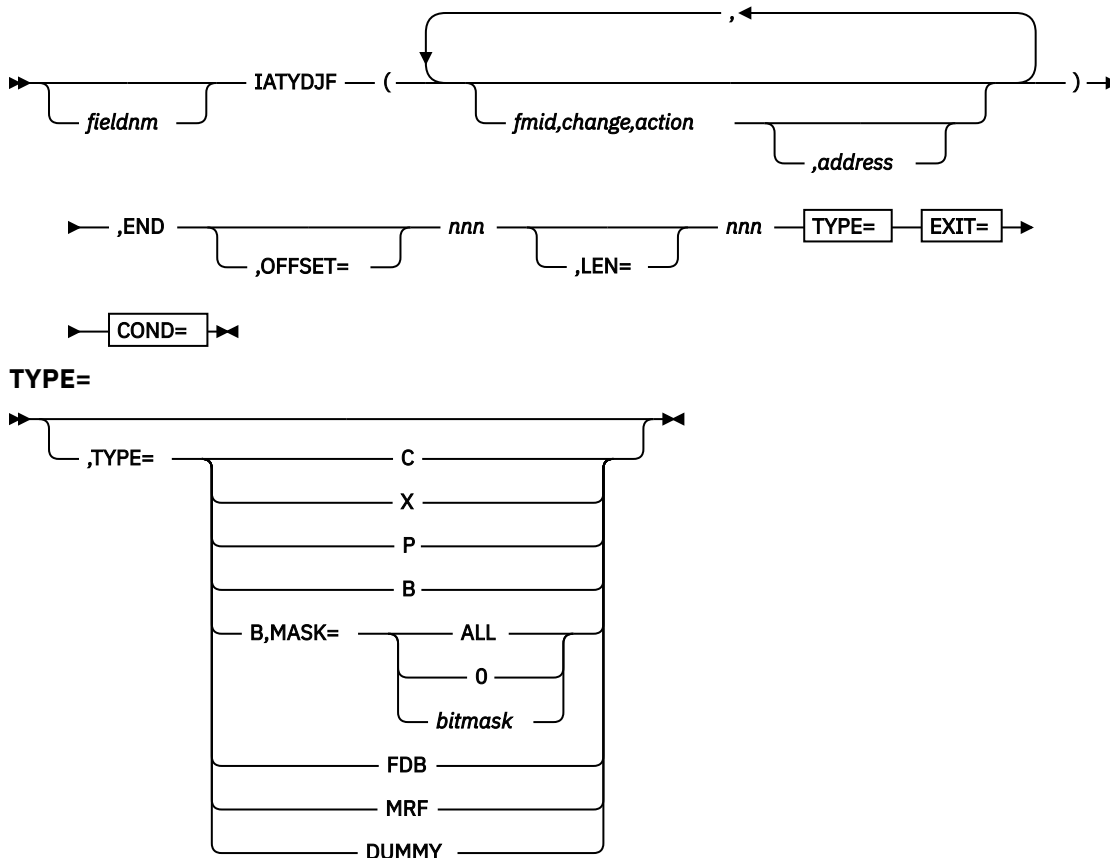 ,
IATYDJF ( )
fieldnm fmid,change,action
,address
,END nnn nnn TYPE= EXIT=
,OFFSET= ,LEN=
COND=
TYPE=
,TYPE= C
X
P
B
B,MASK= ALL
0
bitmask
FDB
MRF
DUMMY